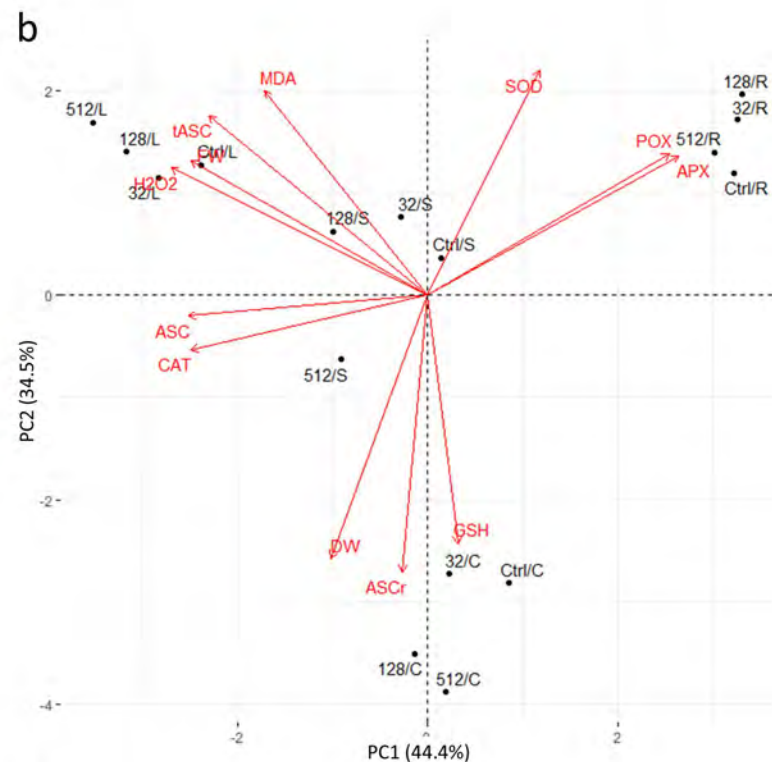 b
MDA
SOD
128/R
512/L
tASC
32/R
128/L
Ctrl/L
POX
512/R
FW
APX
H2O2
32/L
Ctrl/R
128/S
32/S
Ctrl/S
2
0
ASC
CAT
512/S
PC2 (34.5%)
-2
DW
GSH
32/C
Ctrl/C
ASCr
128/C
512/C
-4
-2
2
PC1 (44.4%)